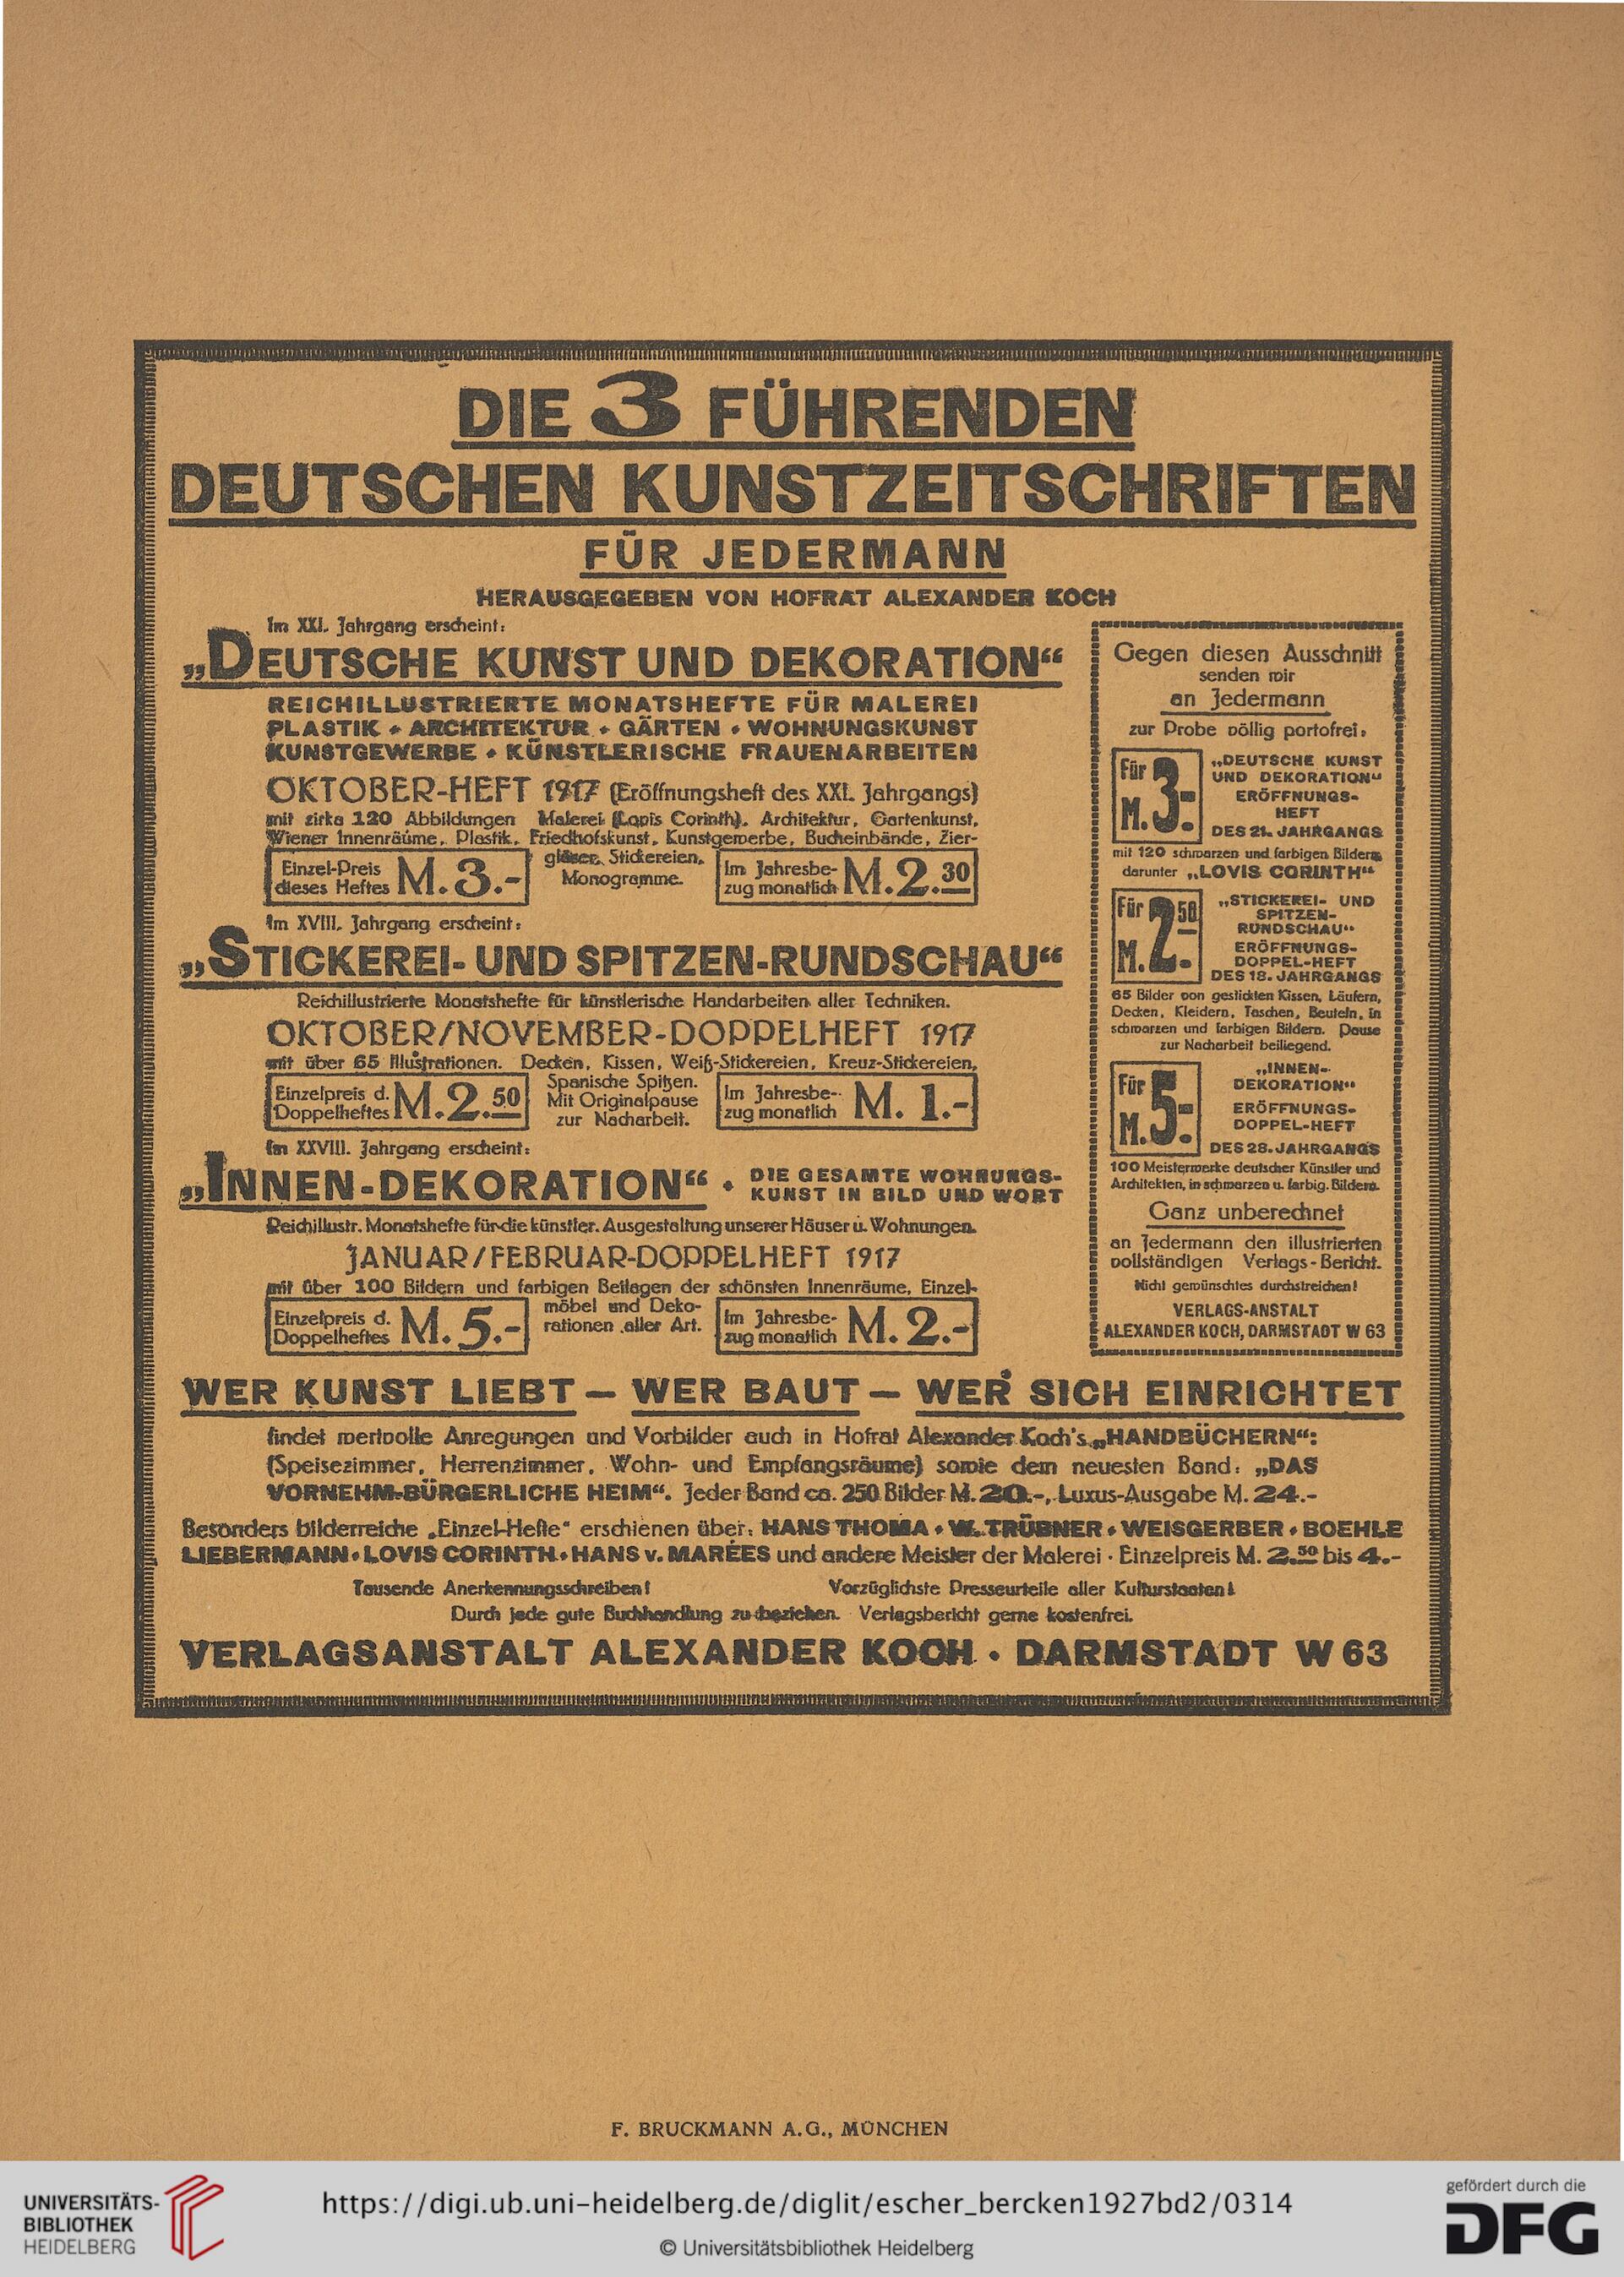 DIE 3 FÜHRENDEN
DEUTSCHEN KUNSTZEITSCHRIFTEN
FÜR JEDERMANN
HERAUSGEGEBEN VON HOFRAT ALEXANDER KOCH
Im XXI. Jahrgang erscheint:
„DEUTSCHE KUNST UND DEKORATION“
REICHILLUSTRIERTE MONATSHEFTE FÜR MALEREI
PLASTIK • ARCHITEKTUR • GÄRTEN • WOHNUNGSKUNST
KUNSTGEWERBE • KÜNSTLERISCHE FRAUENARBEITEN
OKTOBER-HEFT 1917 (Eröffnungsheft des XXI. Jahrgangs)
mit zirka 120 Abbildungen Malerei (Lovis Corinth). Architektur, Gartenkunst,
Wiener Innenräume, Plastik, Friedhofskunst, Kunstgewerbe, Bucheinbände, Zier-
gläser, Stickereien,
Monogramme.
Einzel-Preis
dieses Heftes M. 3.-
Im Jahresbe-
zug monatlich M. 2.30
Im XVIII. Jahrgang erscheint:
„STICKEREI- UND SPITZEN-RUNDSCHAU“
Reichillustrierte Monatshefte für künstlerische Handarbeiten aller Techniken.
OKTOBER/NOVEMBER-DOPPELHEFT 1917
mit über 65 Illustrationen. Decken, Kissen, Weiß-Stickereien, Kreuz-Stickereien,
Spanische Spitzen.
Mit Originalpause
zur Nacharbeit.
Einzelpreis d.
Doppelheftes M. 2.50
Im Jahresbe-
zug monatlich M. 1.-
Im XXVIII. Jahrgang erscheint:
„INNEN-DEKORATION“ • DIE GESAMTE WOHNUNGS-
KUNST IN BILD UND WORT
Reichillustr. Monatshefte für die künstler. Ausgestaltung unserer Häuser u. Wohnungen.
JANUAR/FEBRUAR-DOPPELHEFT 1917
mit über 100 Bildern und farbigen Beilagen der schönsten Innenräume, Einzel-
möbel und Deko-
rationen aller Art.
Einzelpreis d.
Doppelheftes M. 5.-
Im Jahresbe-
zug monatlich M. 2.-
Gegen diesen Ausschnitt
senden wir
an Jedermann
zur Probe völlig portofrei:
Für
M. 3.-
„DEUTSCHE KUNST
UND DEKORATION“
ERÖFFNUNGS-
HEFT
DES 21. JAHRGANGS
mit 120 schwarzen und farbigen Bildern
darunter „LOVIS CORINTH“
Für
M. 2.50
„STICKEREI- UND
SPITZEN-
RUNDSCHAU“
ERÖFFNUNGS-
DOPPEL-HEFT
DES 18. JAHRGANGS
65 Bilder von gestickten Kissen, Läufern,
Decken, Kleidern, Taschen, Beuteln, in
schwarzen und farbigen Bildern. Pause
zur Nacharbeit beiliegend.
Für
M. 5.-
„INNEN-
DEKORATION“
ERÖFFNUNGS-
DOPPEL-HEFT
DES 28. JAHRGANGS
100 Meisterwerke deutscher Künstler und
Architekten, in schwarzen u. farbig. Bildern.
Ganz unberechnet
an Jedermann den illustrierten
vollständigen Verlags-Bericht.
Nicht gewünschtes durchstreichen!
VERLAGS-ANSTALT
ALEXANDER KOCH, DARMSTADT W 63
WER KUNST LIEBT — WER BAUT — WER SICH EINRICHTET
findet wertvolle Anregungen und Vorbilder auch in Hofrat Alexander Koch's „HANDBÜCHERN“:
(Speisezimmer, Herrenzimmer, Wohn- und Empfangsräume) sowie dem neuesten Band: „DAS
VORNEHM-BÜRGERLICHE HEIM“. Jeder Band ca. 250 Bilder M. 20.-, Luxus-Ausgabe M. 24.-
Besonders bilderreiche „Einzel-Hefte“ erschienen über: HANS THOMA • W. TRÜBNER • WEISGERBER • BOEHLE
LIEBERMANN • LOVIS CORINTH • HANS v. MARÉES und andere Meister der Malerei · Einzelpreis M. 2.50 bis 4.-
Tausende Anerkennungsschreiben! Vorzüglichste Presseurteile aller Kulturstaaten!
Durch jede gute Buchhandlung zu beziehen. Verlagsbericht gerne kostenfrei.
VERLAGSANSTALT ALEXANDER KOCH • DARMSTADT W 63
F. BRUCKMANN A.G., MÜNCHEN
UNIVERSITÄTS-
BIBLIOTHEK
HEIDELBERG
https://digi.ub.uni-heidelberg.de/diglit/escher_bercken1927bd2/0314
© Universitätsbibliothek Heidelberg
gefördert durch die
DFG